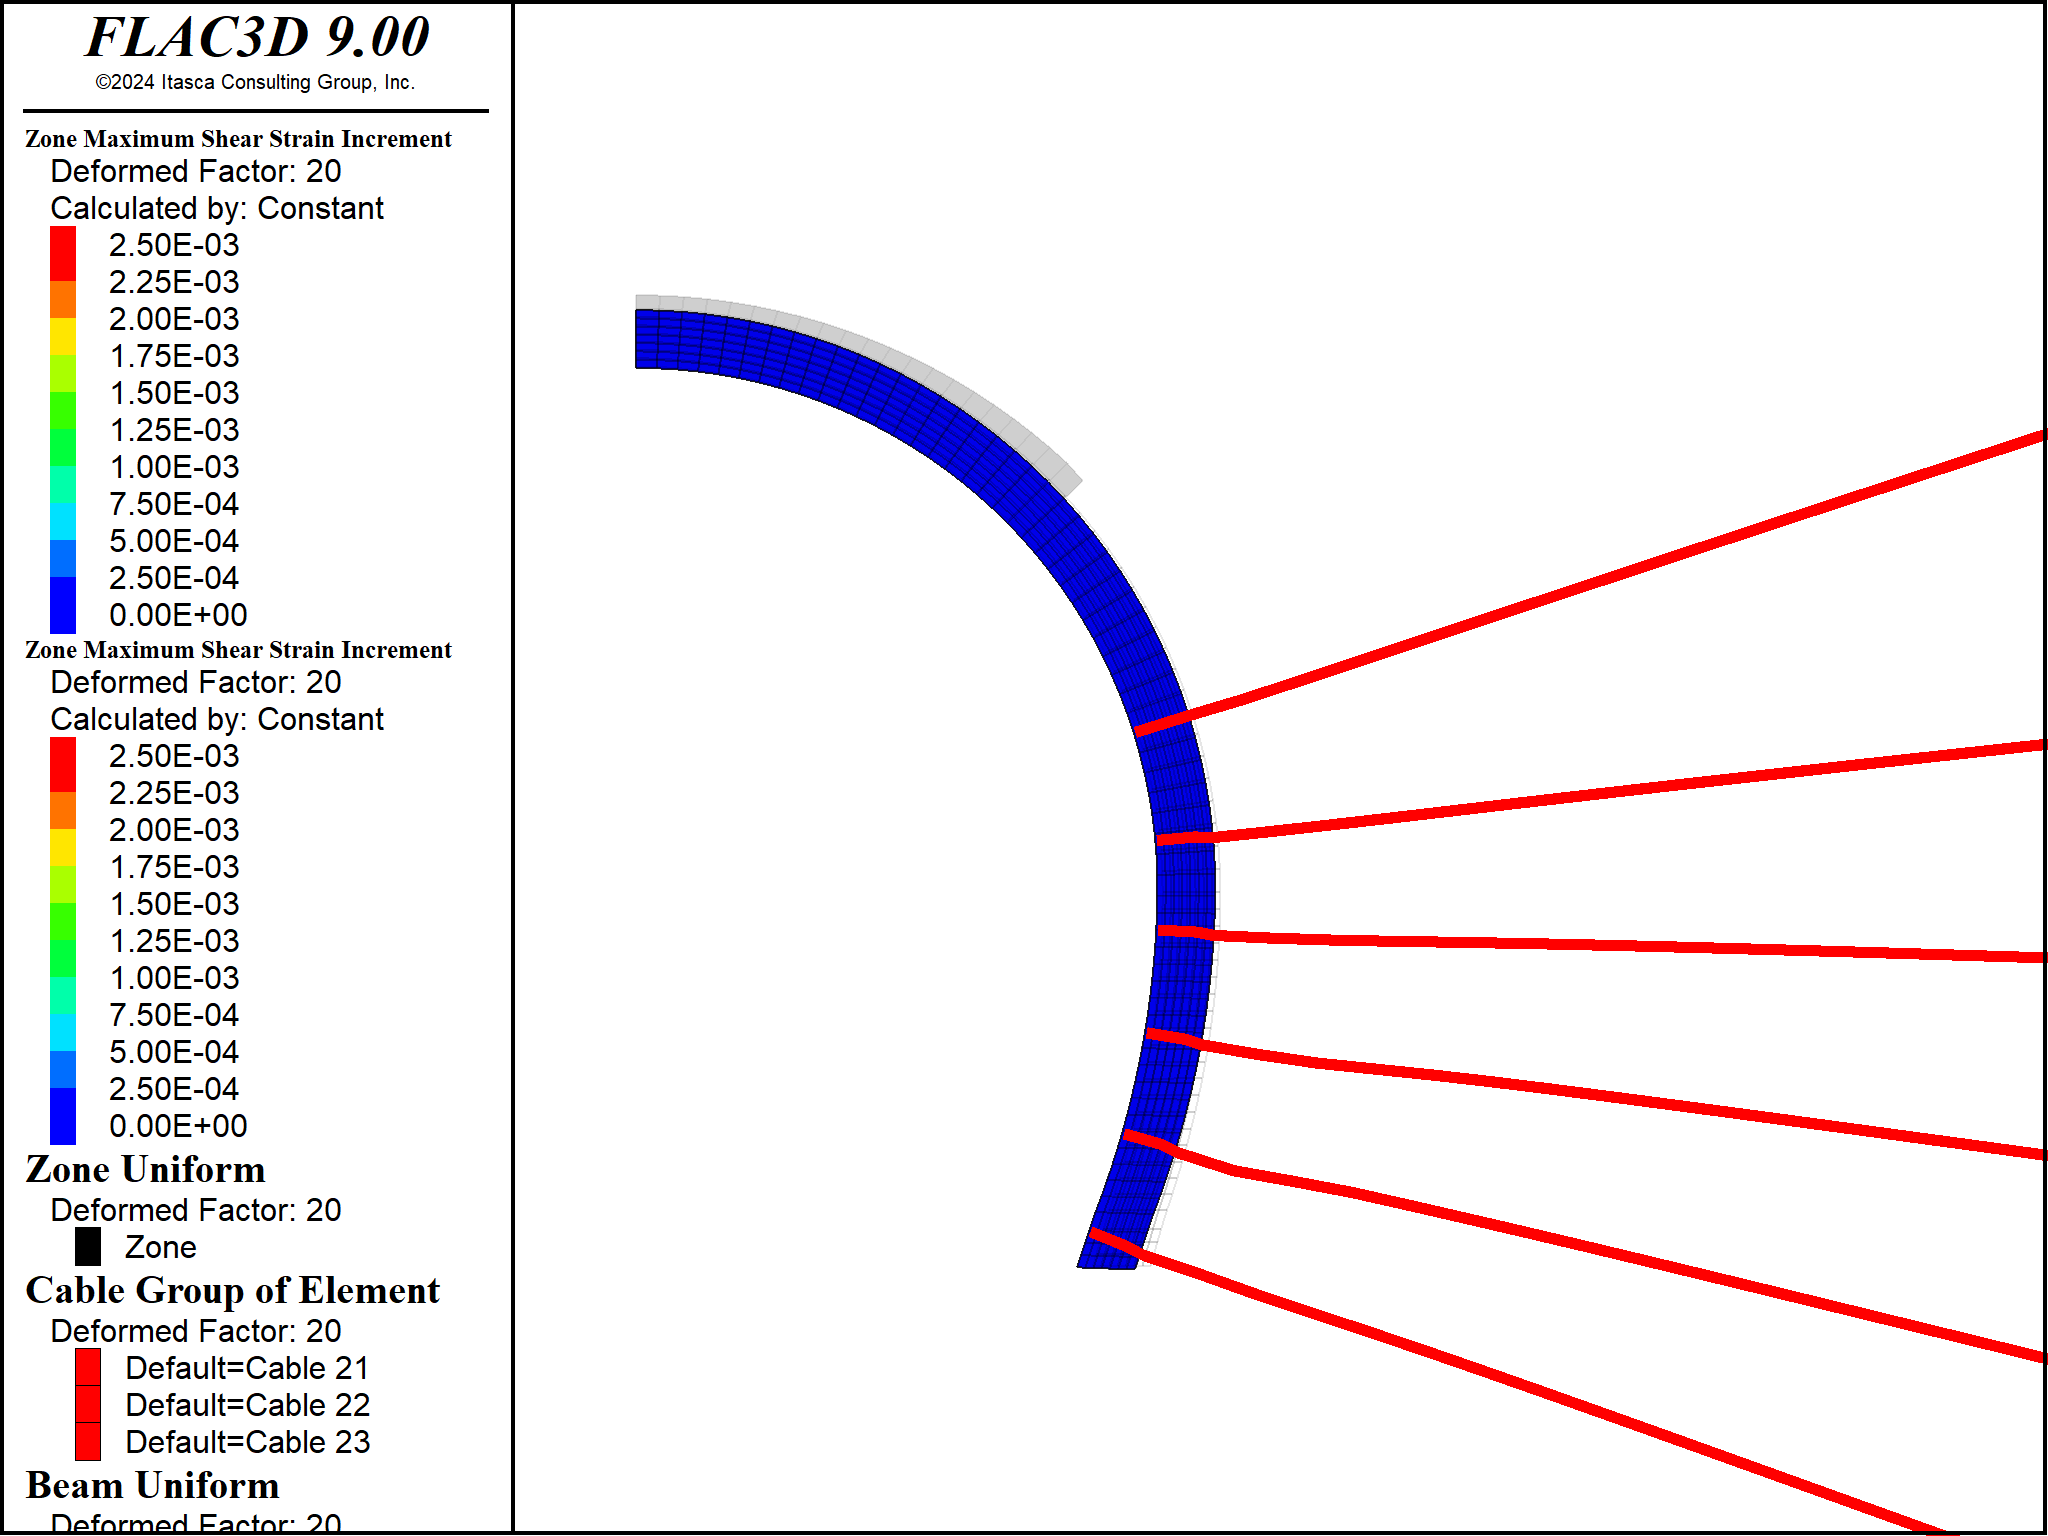 FLAC3D 9.00
©2024 Itasca Consulting Group, Inc.
Zone Maximum Shear Strain Increment
Deformed Factor: 20
Calculated by: Constant
2.50E-03
2.25E-03
2.00E-03
1.75E-03
1.50E-03
1.25E-03
1.00E-03
7.50E-04
5.00E-04
2.50E-04
0.00E+00
Zone Maximum Shear Strain Increment
Deformed Factor: 20
Calculated by: Constant
2.50E-03
2.25E-03
2.00E-03
1.75E-03
1.50E-03
1.25E-03
1.00E-03
7.50E-04
5.00E-04
2.50E-04
0.00E+00
Zone Uniform
Deformed Factor: 20
Zone
Cable Group of Element
Deformed Factor: 20
Default=Cable 21
Default=Cable 22
Default=Cable 23
Beam Uniform
Deformed Factor: 20